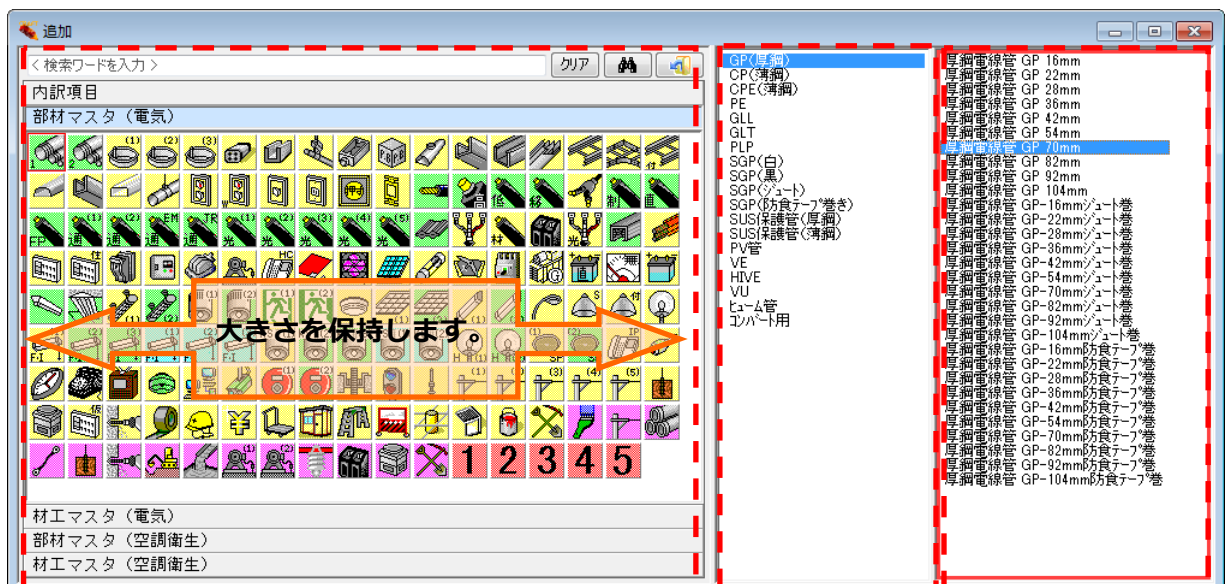 追加
<検索ワードを入力>
クリア
内訳項目
部材マスタ（電気）
大きさを保持します。
1 2 3 4 5
材工マスタ（電気）
部材マスタ（空調衛生）
材工マスタ（空調衛生）
GP(厚鋼)
CP(薄鋼)
CPE(薄鋼)
PE
GLL
GLT
PLP
SGP(白)
SGP(黒)
SGP(ジュート)
SGP(防食テープ巻き)
SUS保護管(厚鋼)
SUS保護管(薄鋼)
PV管
VE
HIVE
VU
ヒューム管
コンバート用
厚鋼電線管 GP 16mm
厚鋼電線管 GP 22mm
厚鋼電線管 GP 28mm
厚鋼電線管 GP 36mm
厚鋼電線管 GP 42mm
厚鋼電線管 GP 54mm
厚鋼電線管 GP 70mm
厚鋼電線管 GP 82mm
厚鋼電線管 GP 92mm
厚鋼電線管 GP 104mm
厚鋼電線管 GP-16mmジュート巻
厚鋼電線管 GP-22mmジュート巻
厚鋼電線管 GP-28mmジュート巻
厚鋼電線管 GP-36mmジュート巻
厚鋼電線管 GP-42mmジュート巻
厚鋼電線管 GP-54mmジュート巻
厚鋼電線管 GP-70mmジュート巻
厚鋼電線管 GP-82mmジュート巻
厚鋼電線管 GP-92mmジュート巻
厚鋼電線管 GP-104mmジュート巻
厚鋼電線管 GP-16mm防食テープ巻
厚鋼電線管 GP-22mm防食テープ巻
厚鋼電線管 GP-28mm防食テープ巻
厚鋼電線管 GP-36mm防食テープ巻
厚鋼電線管 GP-42mm防食テープ巻
厚鋼電線管 GP-54mm防食テープ巻
厚鋼電線管 GP-70mm防食テープ巻
厚鋼電線管 GP-82mm防食テープ巻
厚鋼電線管 GP-92mm防食テープ巻
厚鋼電線管 GP-104mm防食テープ巻